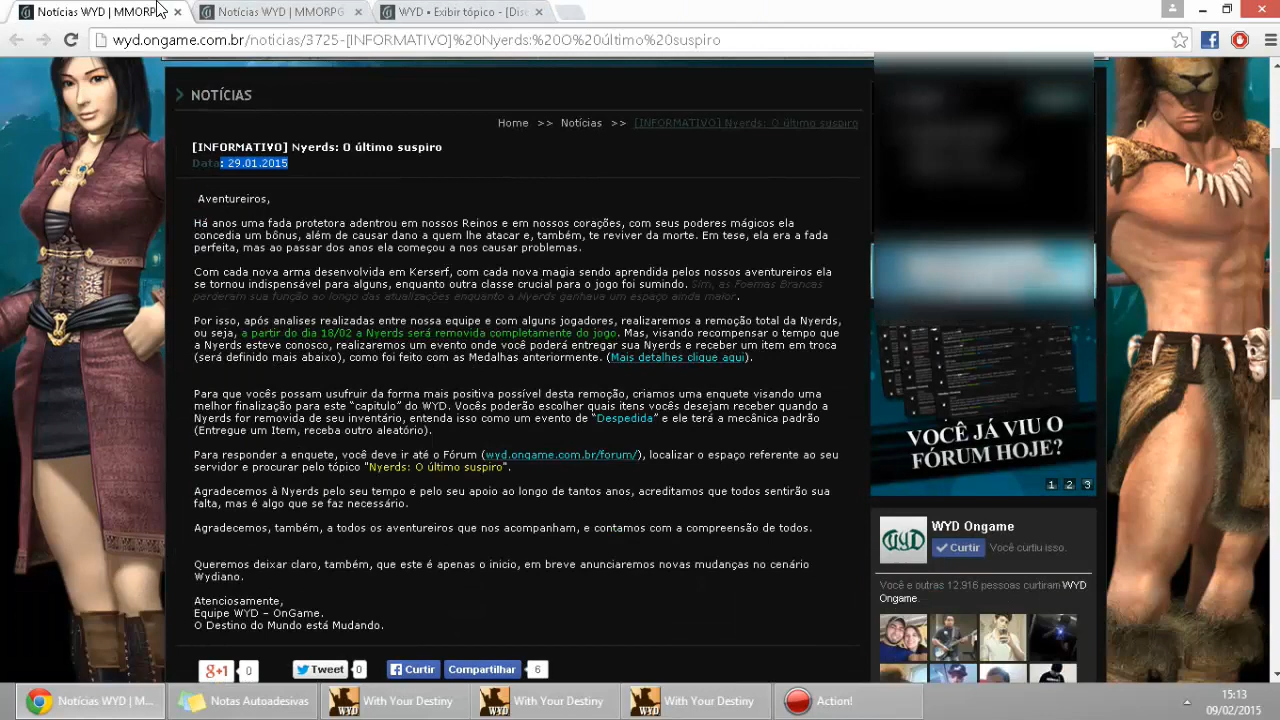 Notícias WYD | MMORPG
Notícias WYD | MMORPG
WYD • Exibir tópico - [Disc
wyd.ongame.com.br/noticias/3725-[INFORMATIVO]%20Nyerds:%20O%20último%20suspiro
NOTÍCIAS
Home >> Notícias >> [INFORMATIVO] Nyerds: O último suspiro
[INFORMATIVO] Nyerds: O último suspiro
Data: 29.01.2015
Aventureiros,
Há anos uma fada protetora adentrou em nossos Reinos e em nossos corações, com seus poderes mágicos ela
concedia um bônus, além de causar dano a quem lhe atacar e, também, te reviver da morte. Em tese, ela era a fada
perfeita, mas ao passar dos anos ela começou a nos causar problemas.
Com cada nova arma desenvolvida em Kerserf, com cada nova magia sendo aprendida pelos nossos aventureiros ela
se tornou indispensável para alguns, enquanto outra classe crucial para o jogo foi sumindo. Sim, as Foemas Brancas
perderam sua função ao longo das atualizações enquanto a Nyerds ganhava um espaço ainda maior.
Por isso, após analises realizadas entre nossa equipe e com alguns jogadores, realizaremos a remoção total da Nyerds,
ou seja, a partir do dia 18/02 a Nyerds será removida completamente do jogo. Mas, visando recompensar o tempo que
a Nyerds esteve conosco, realizaremos um evento onde você poderá entregar sua Nyerds e receber um item em troca
(será definido mais abaixo), como foi feito com as Medalhas anteriormente. (Mais detalhes clique aqui).
Para que vocês possam usufruir da forma mais positiva possível desta remoção, criamos uma enquete visando uma
melhor finalização para este “capitulo” do WYD. Vocês poderão escolher quais itens vocês desejam receber quando a
Nyerds for removida de seu inventário, entenda isso como um evento de “Despedida” e ele terá a mecânica padrão
(Entregue um Item, receba outro aleatório).
Para responder a enquete, você deve ir até o Fórum (wyd.ongame.com.br/forum/), localizar o espaço referente ao seu
servidor e procurar pelo tópico "Nyerds: O último suspiro".
Agradecemos à Nyerds pelo seu tempo e pelo seu apoio ao longo de tantos anos, acreditamos que todos sentirão sua
falta, mas é algo que se faz necessário.
Agradecemos, também, a todos os aventureiros que nos acompanham, e contamos com a compreensão de todos.
Queremos deixar claro, também, que este é apenas o inicio, em breve anunciaremos novas mudanças no cenário
Wydiano.
Atenciosamente,
Equipe WYD – OnGame.
O Destino do Mundo está Mudando.
g+1 0 Tweet 0 Curtir Compartilhar 6
VOCÊ JÁ VIU O
FÓRUM HOJE?
1 2 3
WYD
WYD Ongame
Curtir Você curtiu isso.
Você e outras 12.916 pessoas curtiram WYD
Ongame.
Notícias WYD | M... Notas Autoadesivas WYD With Your Destiny WYD With Your Destiny WYD With Your Destiny Action!
15:13
09/02/2015